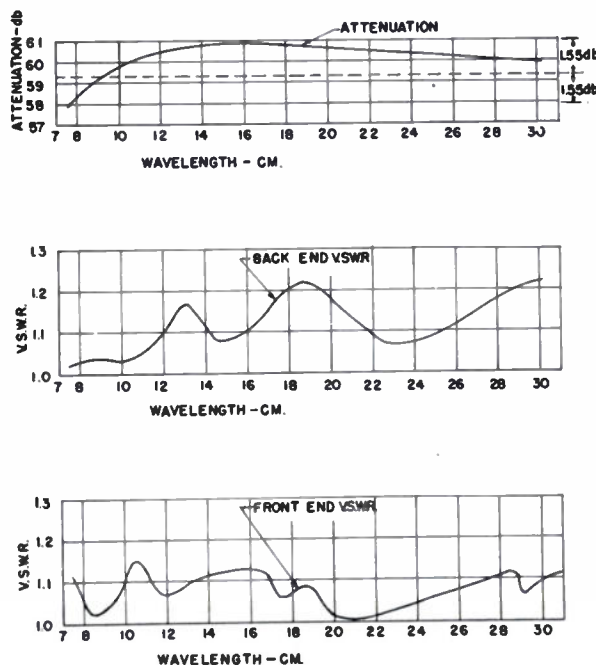 ATTENUATION
ATTENUATION-db
61
60
59
58
57
1.55db
1.55db
7 8 10 12 14 16 18 20 22 24 26 28 30
WAVELENGTH - CM.
BACK END V.S.W.R.
V.S.W.R.
1.3
1.2
1.1
1.0
7 8 10 12 14 16 18 20 22 24 26 28 30
WAVELENGTH - CM.
FRONT END V.S.W.R.
V.S.W.R.
1.3
1.2
1.1
1.0
7 8 10 12 14 16 18 20 22 24 26 28 30
WAVELENGTH - CM.